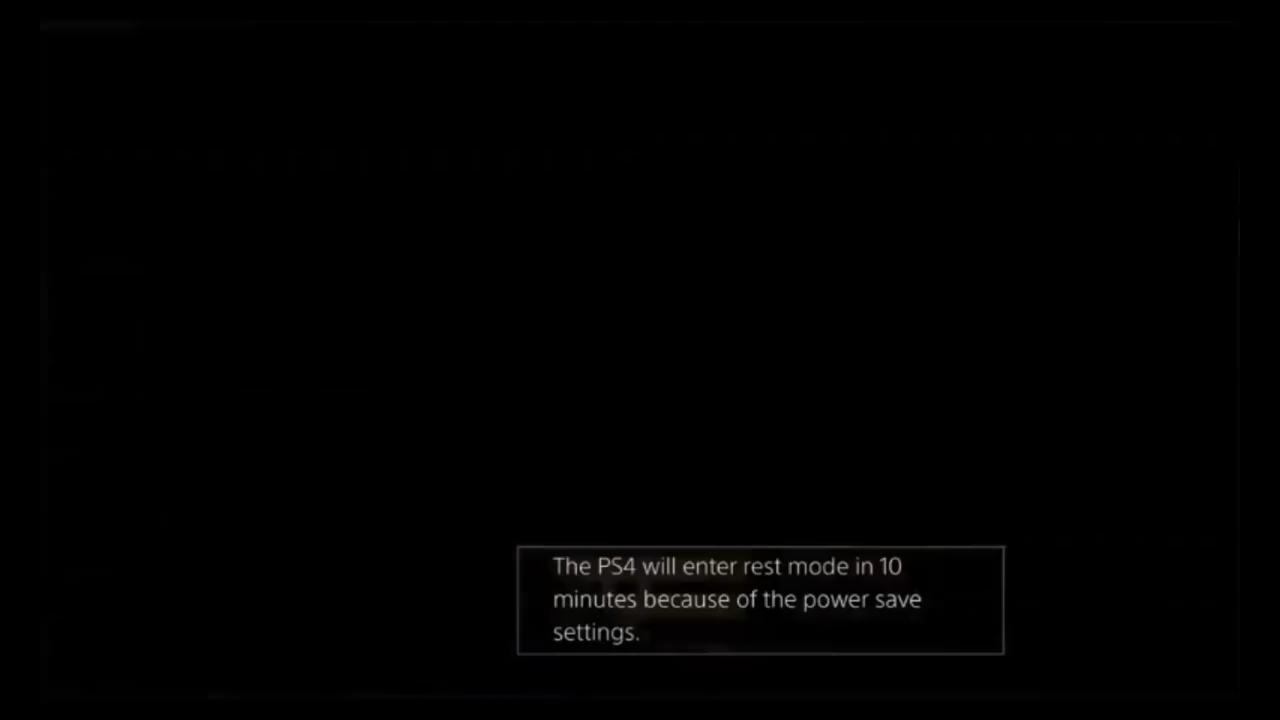 The PS4 will enter rest mode in 10
minutes because of the power save
settings.